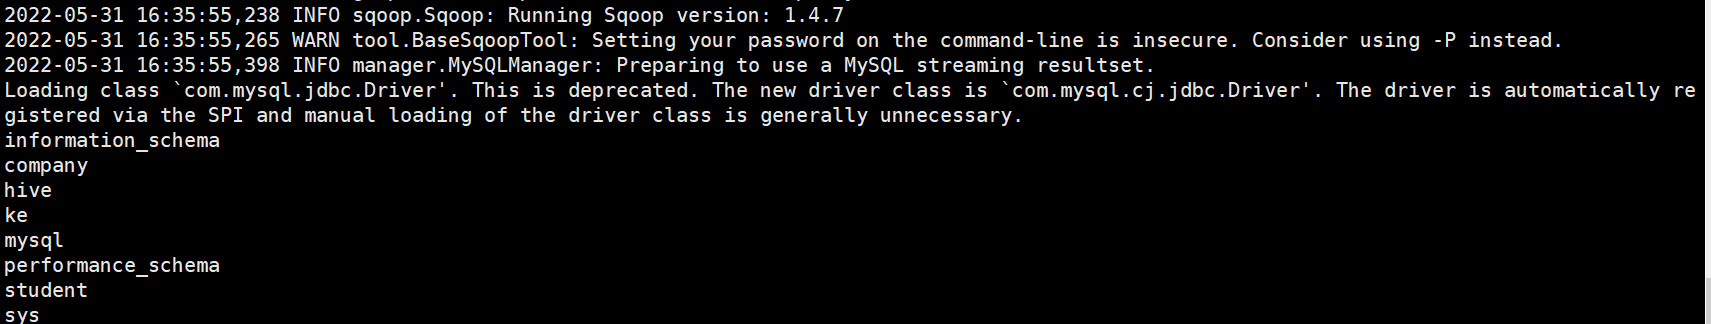 2022-05-31 16:35:55,238 INFO sqoop.Sqoop: Running Sqoop version: 1.4.7
2022-05-31 16:35:55,265 WARN tool.BaseSqoopTool: Setting your password on the command-line is insecure. Consider using -P instead.
2022-05-31 16:35:55,398 INFO manager.MySQLManager: Preparing to use a MySQL streaming resultset.
Loading class `com.mysql.jdbc.Driver'. This is deprecated. The new driver class is `com.mysql.cj.jdbc.Driver'. The driver is automatically re
gistered via the SPI and manual loading of the driver class is generally unnecessary.
information_schema
company
hive
ke
mysql
performance_schema
student
sys